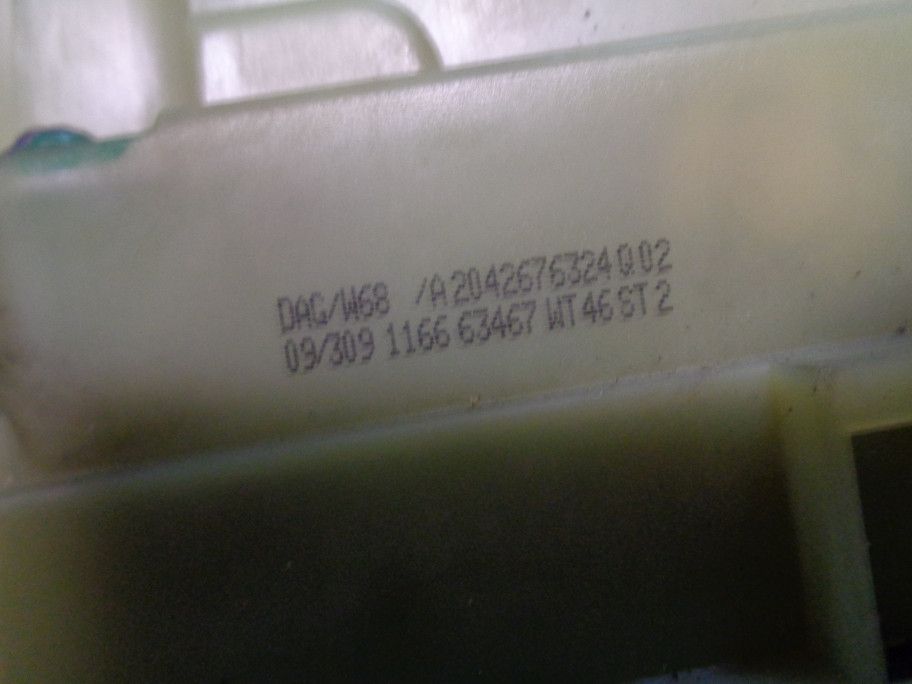 DAG/W68 /A2042676324 Q02
09/309 1166 63467 WT46 ST2